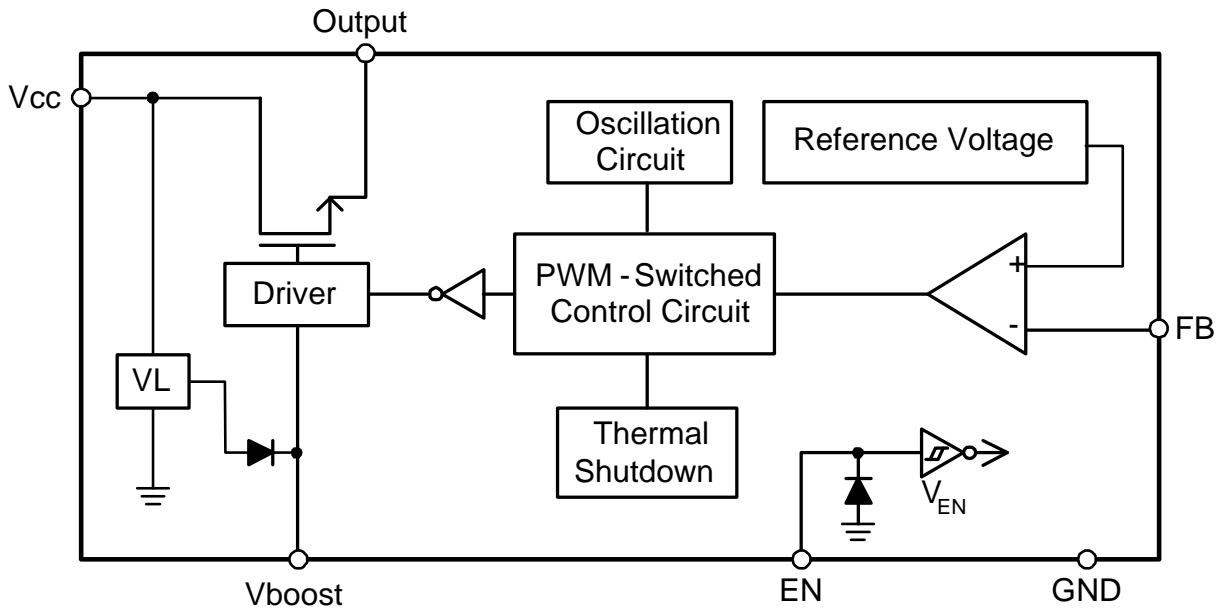 Output
Vcc
Oscillation
Circuit
Reference Voltage
+
PWM - Switched
Control Circuit
Driver
-
FB
VL
Thermal
Shutdown
VEN
Vboost
EN
GND